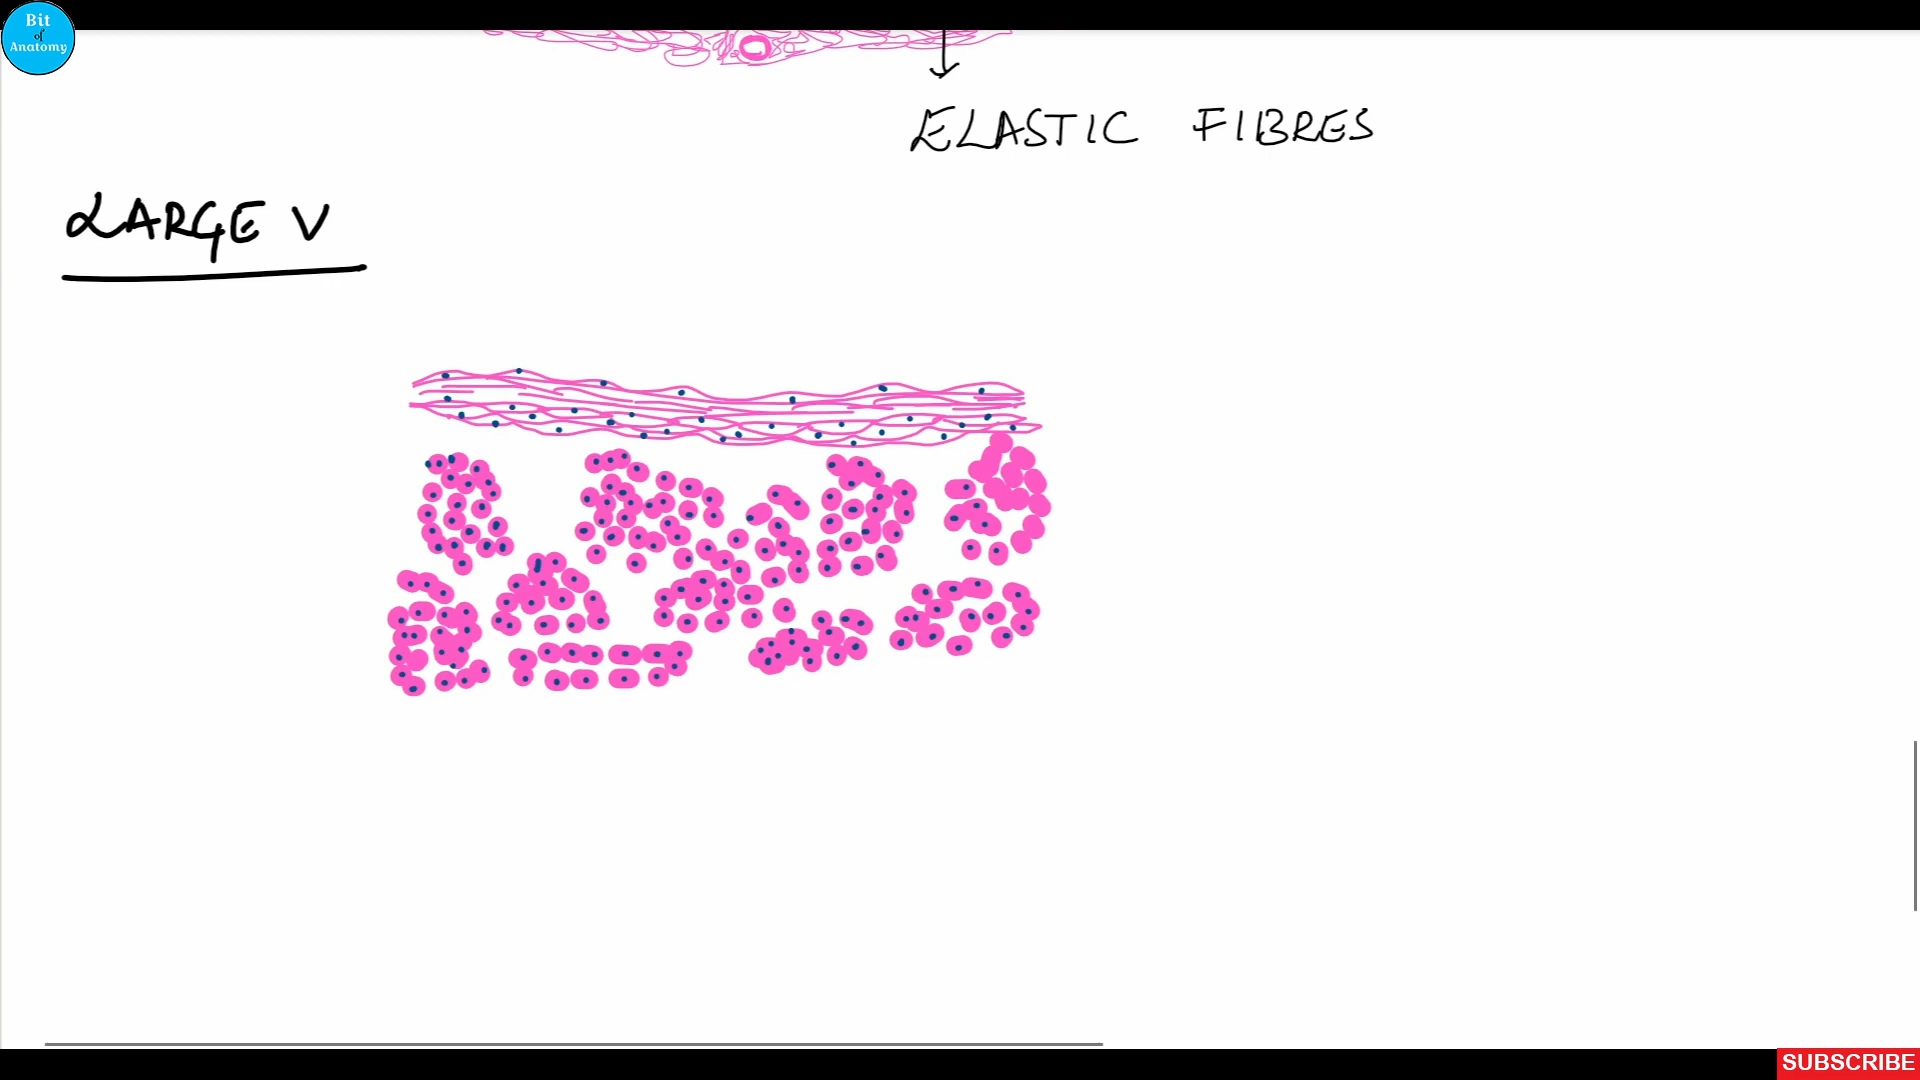 Bit
of
Anatomy
ELASTIC FIBRES
LARGE V
SUBSCRIBE